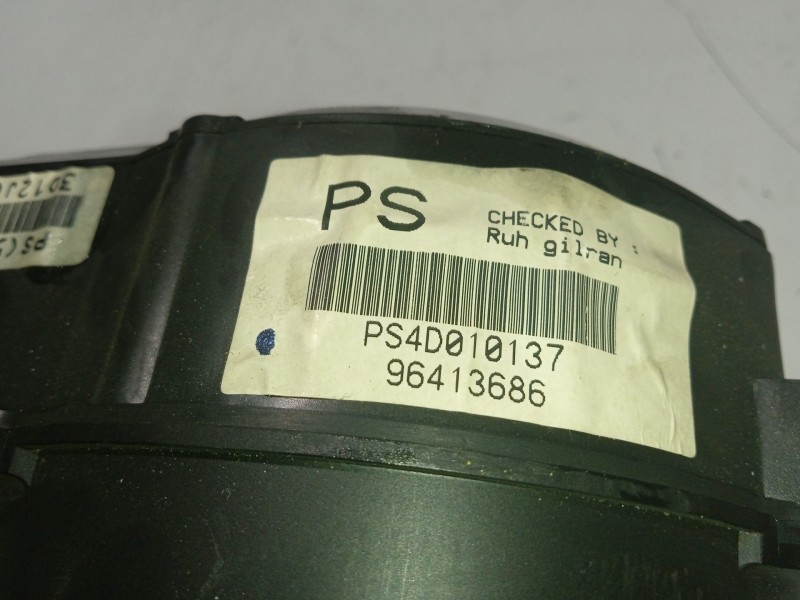 PS
CHECKED BY :
Ruh gilran
PS4D010137
96413686